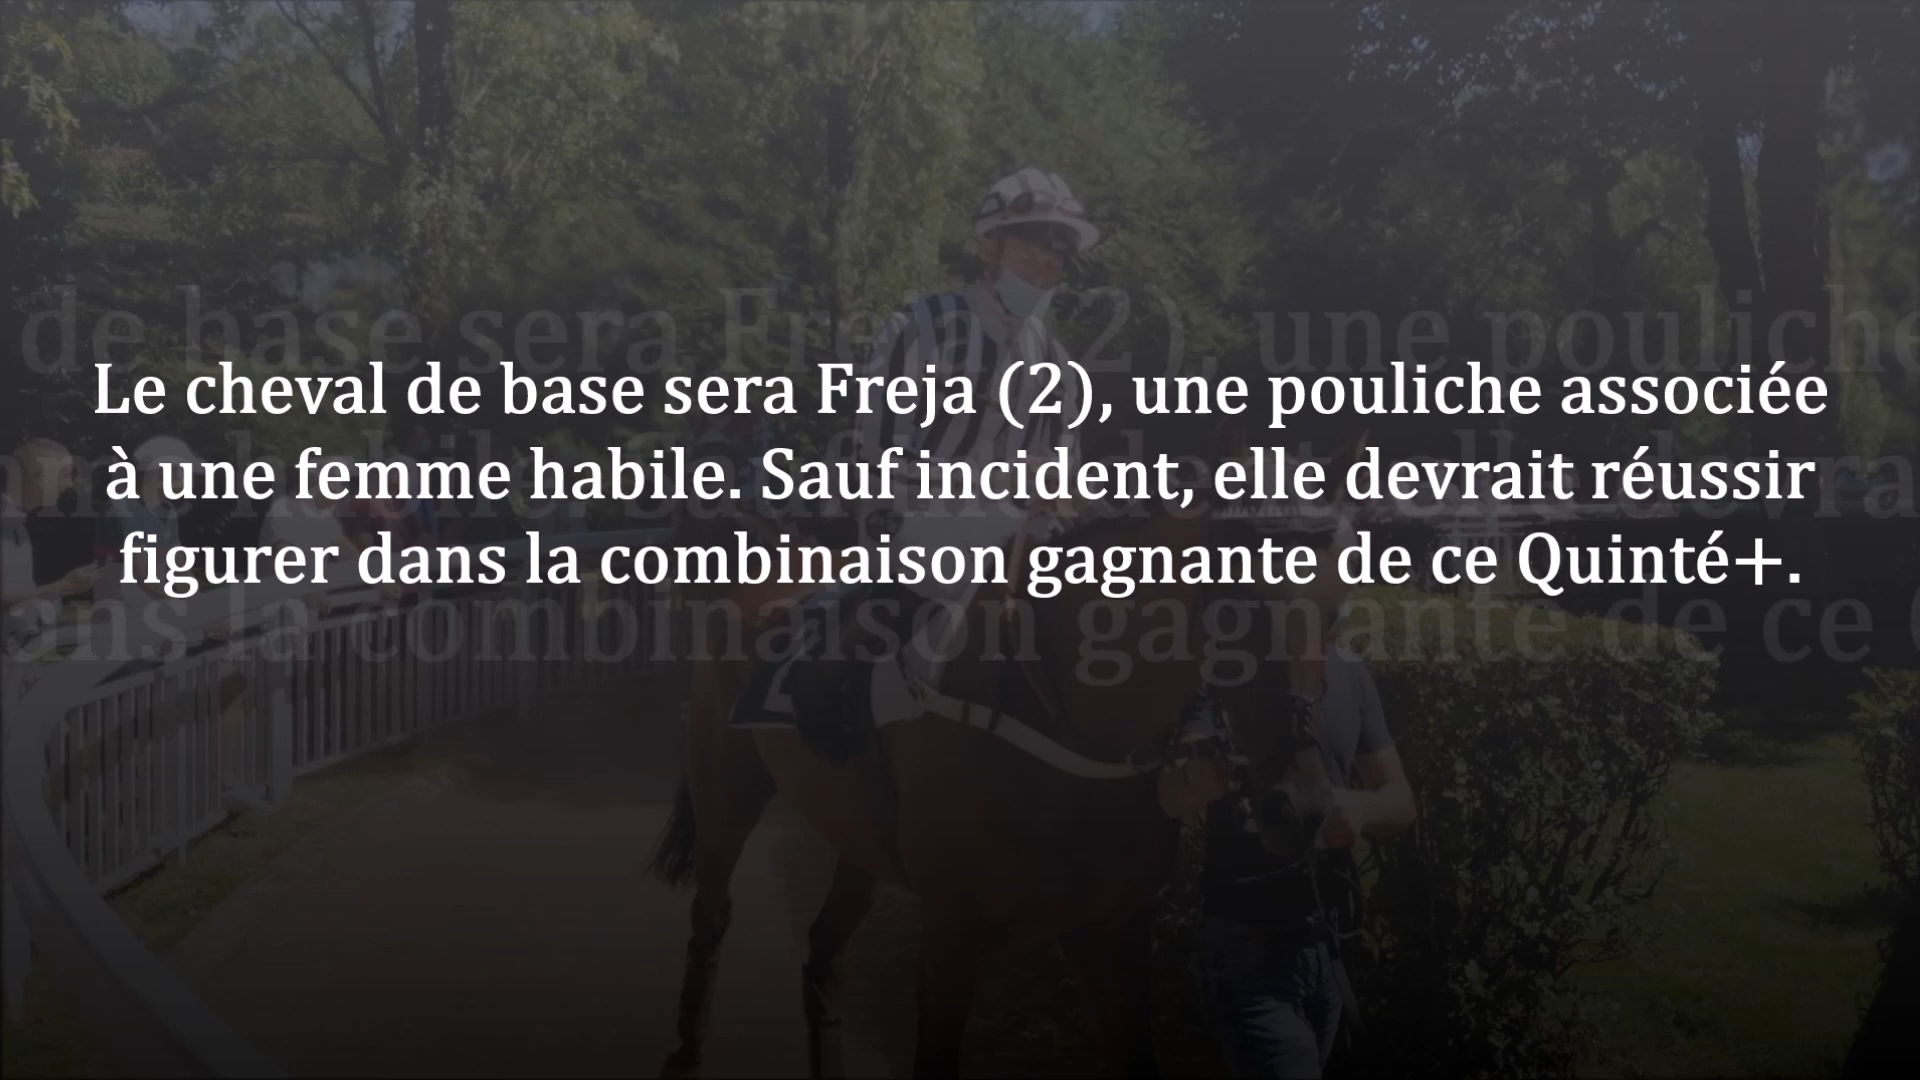 Le cheval de base sera Freja (2), une pouliche associée
à une femme habile. Sauf incident, elle devrait réussir
figurer dans la combinaison gagnante de ce Quinté+.